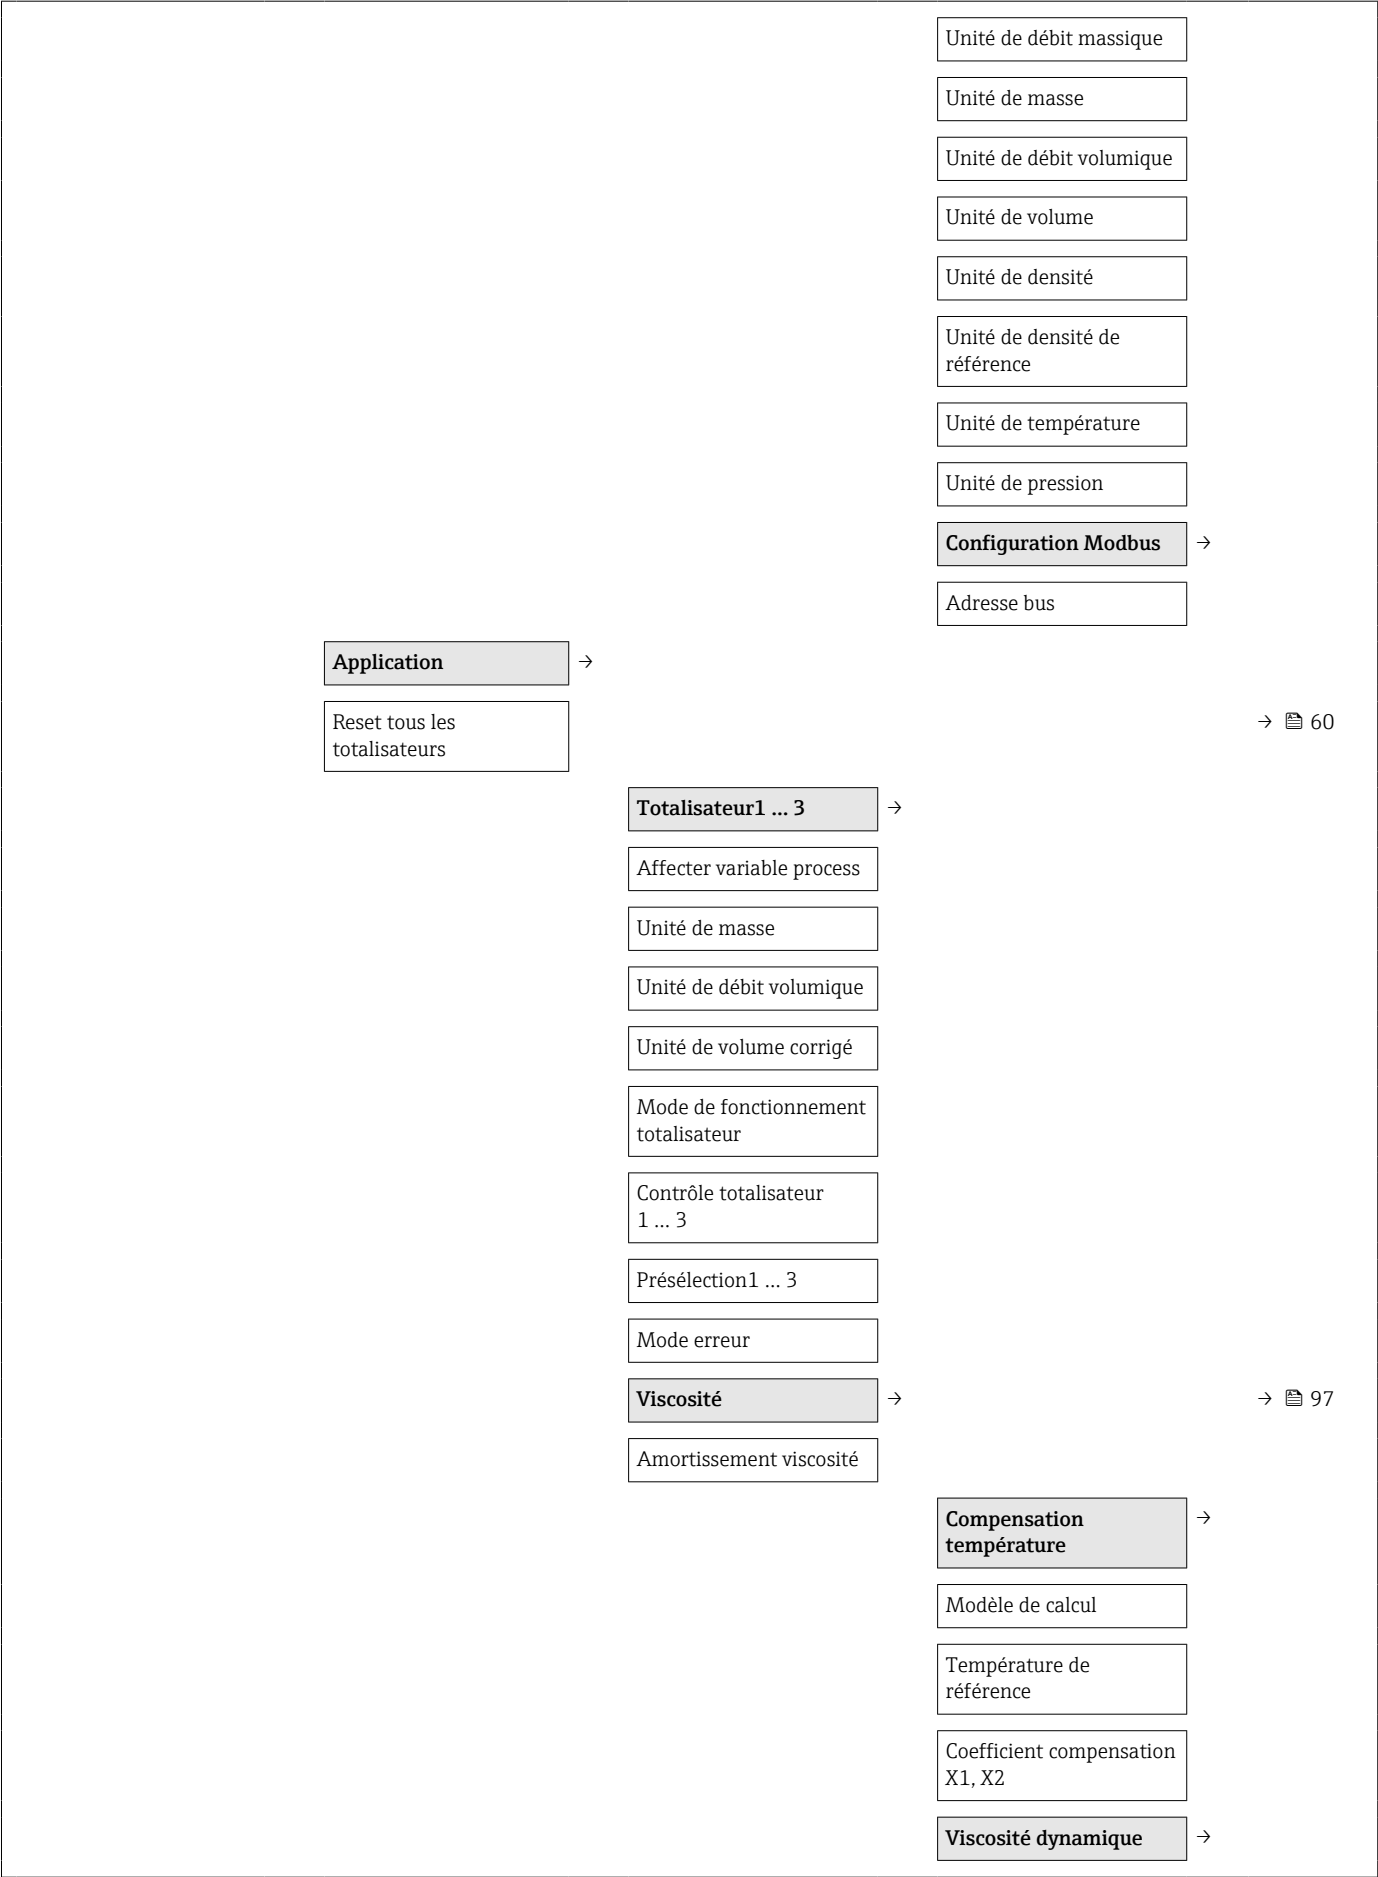 Unité de débit massique
Unité de masse
Unité de débit volumique
Unité de volume
Unité de densité
Unité de densité de
référence
Unité de température
Unité de pression
Configuration Modbus →
Adresse bus
Application →
Reset tous les
totalisateurs
→ 60
Totalisateur1 … 3 →
Affecter variable process
Unité de masse
Unité de débit volumique
Unité de volume corrigé
Mode de fonctionnement
totalisateur
Contrôle totalisateur
1 … 3
Présélection1 … 3
Mode erreur
Viscosité → → 97
Amortissement viscosité
Compensation
température
→
Modèle de calcul
Température de
référence
Coefficient compensation
X1, X2
Viscosité dynamique →